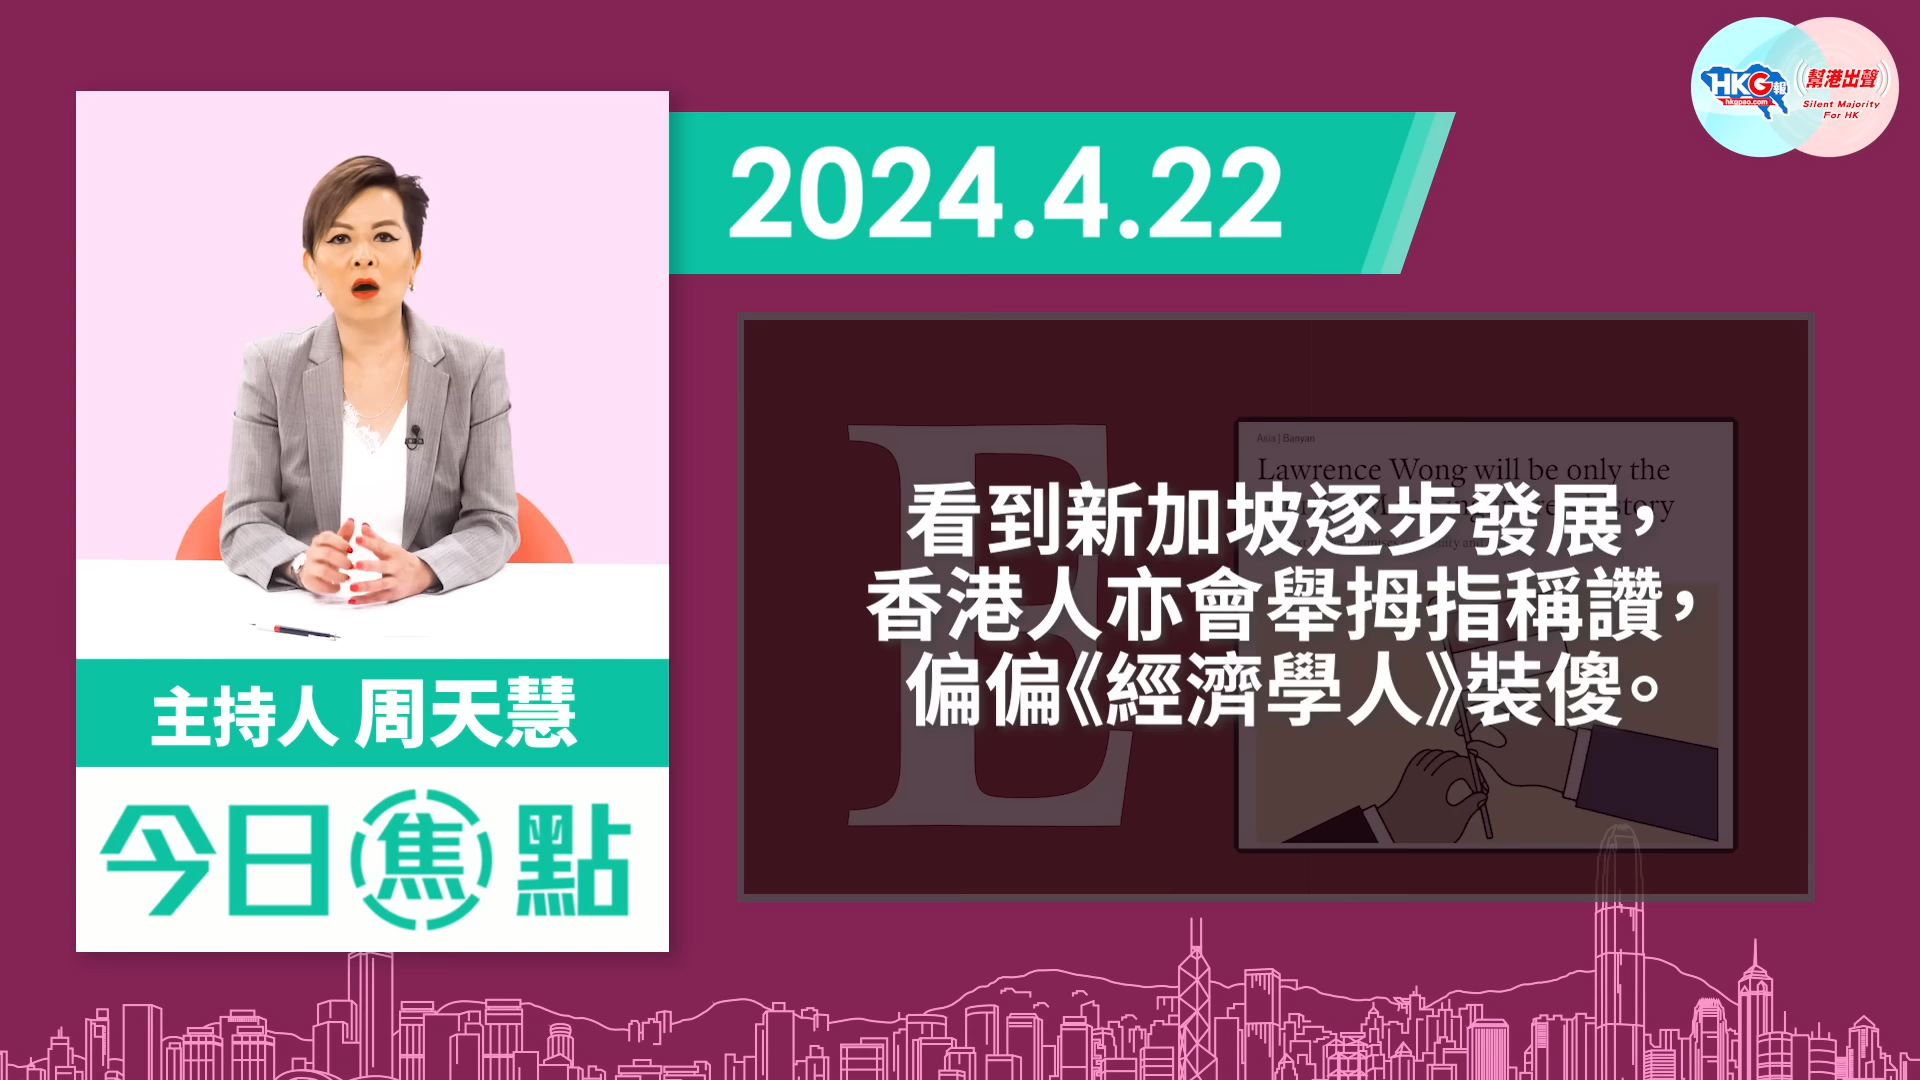 HKG報
hkgpao.com
幫港出聲
Silent Majority
For HK
2024.4.22
Asia | Banyan
Lawrence Wong will be only the
看到新加坡逐步發展，
香港人亦會舉拇指稱讚，
偏偏《經濟學人》裝傻。
E
主持人 周天慧
今日焦點